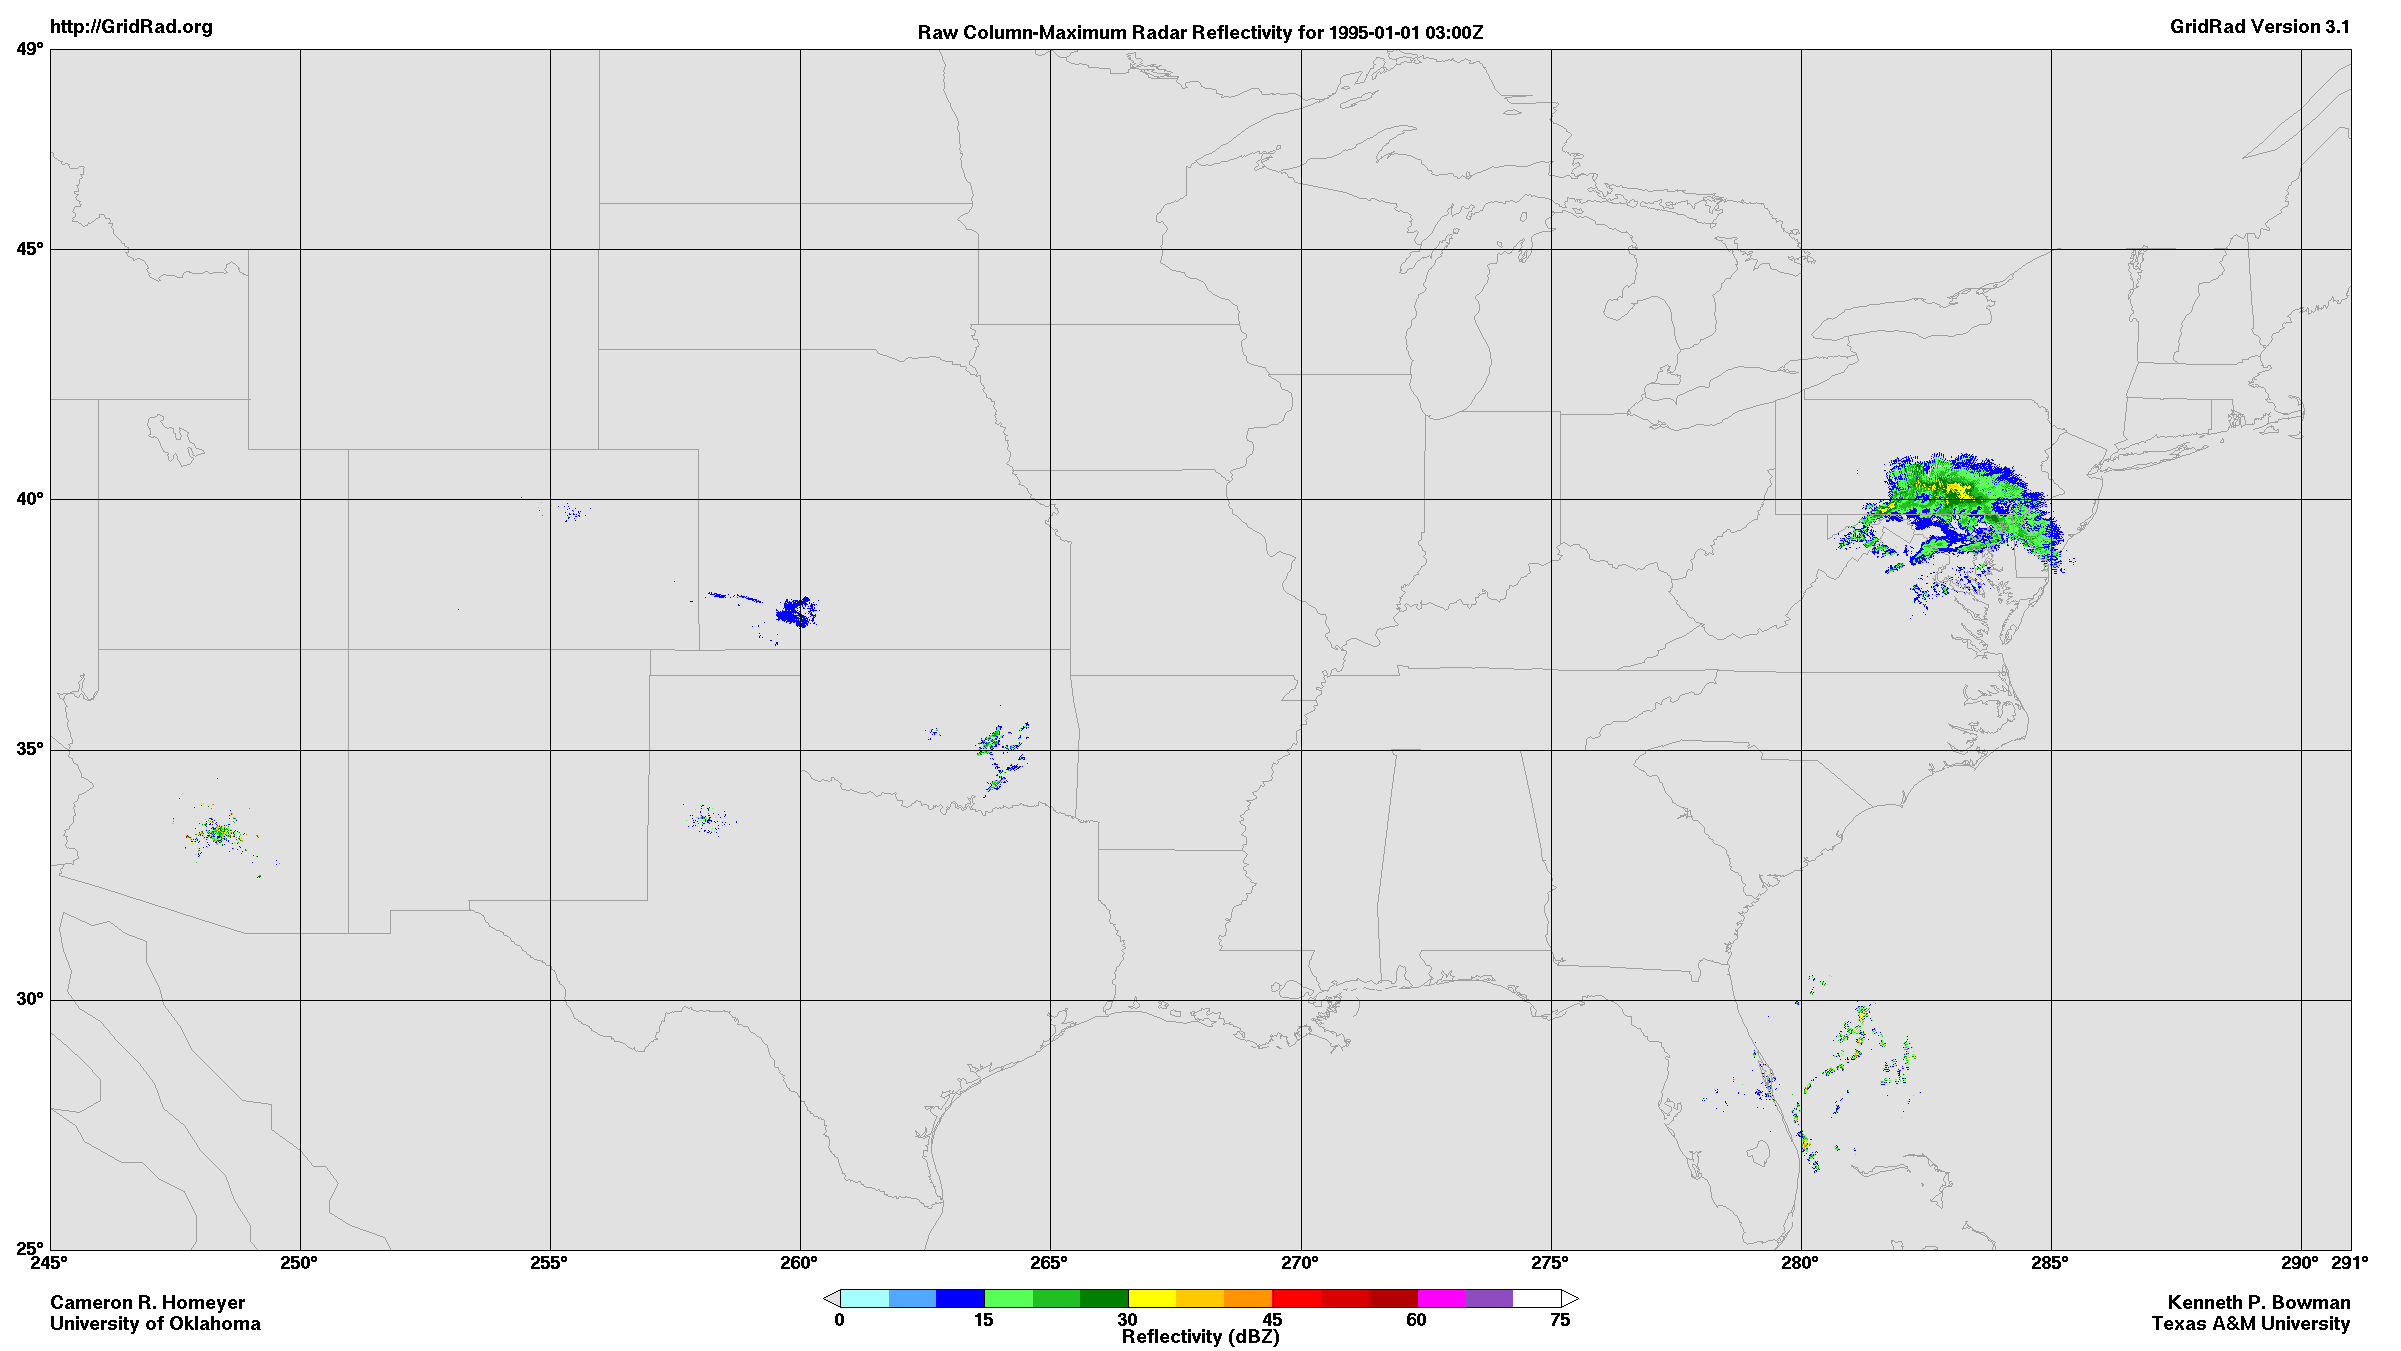 http://GridRad.org
Raw Column-Maximum Radar Reflectivity for 1995-01-01 03:00Z
GridRad Version 3.1
49°
45°
40°
35°
30°
25°
245° 250° 255° 260° 265° 270° 275° 280° 285° 290° 291°
0 15 30 45 60 75
Reflectivity (dBZ)
Cameron R. Homeyer
University of Oklahoma
Kenneth P. Bowman
Texas A&M University